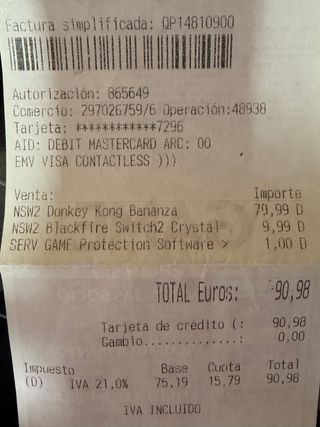 Factura simplificada: QP14810900
Autorización: 865649
Comercio: 297026759/6 Operación:48938
Tarjeta: ************7296
AID: DEBIT MASTERCARD ARC: 00
EMV VISA CONTACTLESS )))
Venta: Importe
NSW2 Donkey Kong Bananza 79,99 D
NSW2 Blackfire Switch2 Crystal 9,99 D
SERV GAME Protection Software > 1,00 D
TOTAL Euros: 90,98
Tarjeta de crédito (: 90,98
Gambio..............: 0,00
Impuesto Base Cuota Total
(D) IVA 21,0% 75,19 15,79 90,98
IVA INCLUIDO